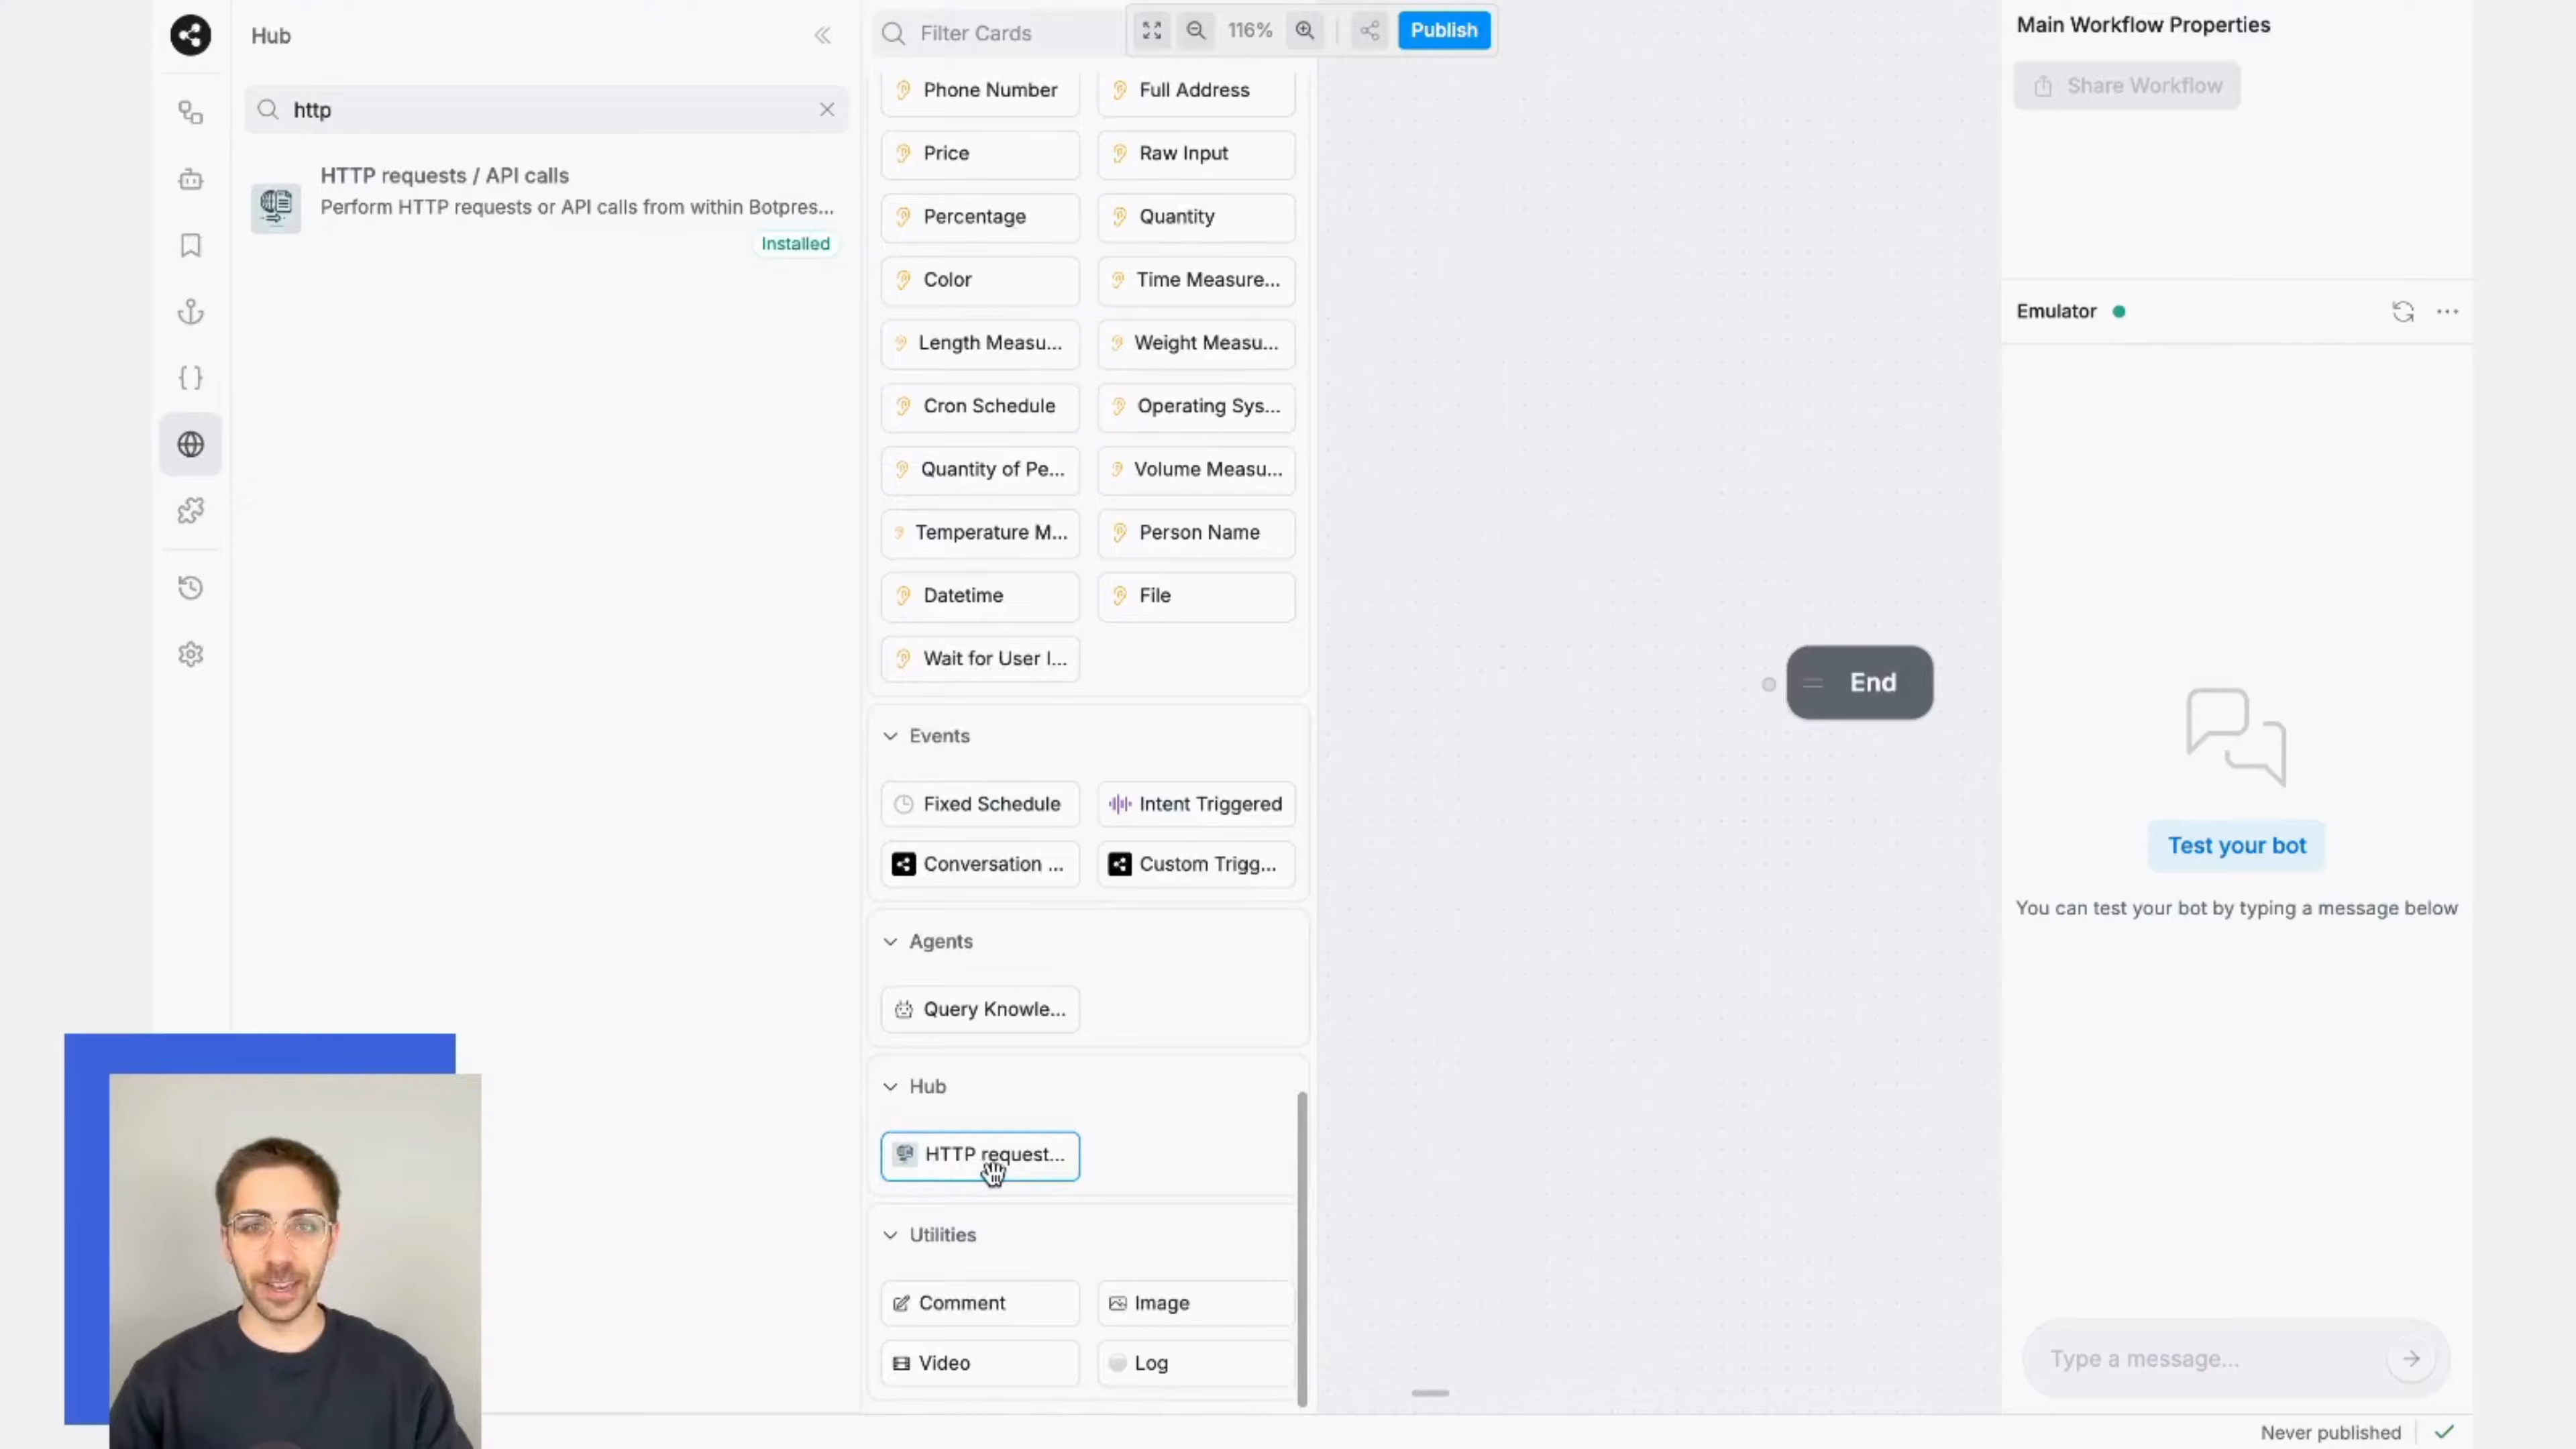 Hub
http
HTTP requests / API calls
Perform HTTP requests or API calls from within Botpres...
Installed
Filter Cards
116%
Publish
Phone Number
Full Address
Price
Raw Input
Percentage
Quantity
Color
Time Measure...
Length Measu...
Weight Measu...
Cron Schedule
Operating Sys...
Quantity of Pe...
Volume Measu...
Temperature M...
Person Name
Datetime
File
Wait for User I...
Events
Fixed Schedule
Intent Triggered
Conversation ...
Custom Trigg...
Agents
Query Knowle...
Hub
HTTP request...
Utilities
Comment
Image
Video
Log
End
Main Workflow Properties
Share Workflow
Emulator
Test your bot
You can test your bot by typing a message below
Type a message...
Never published